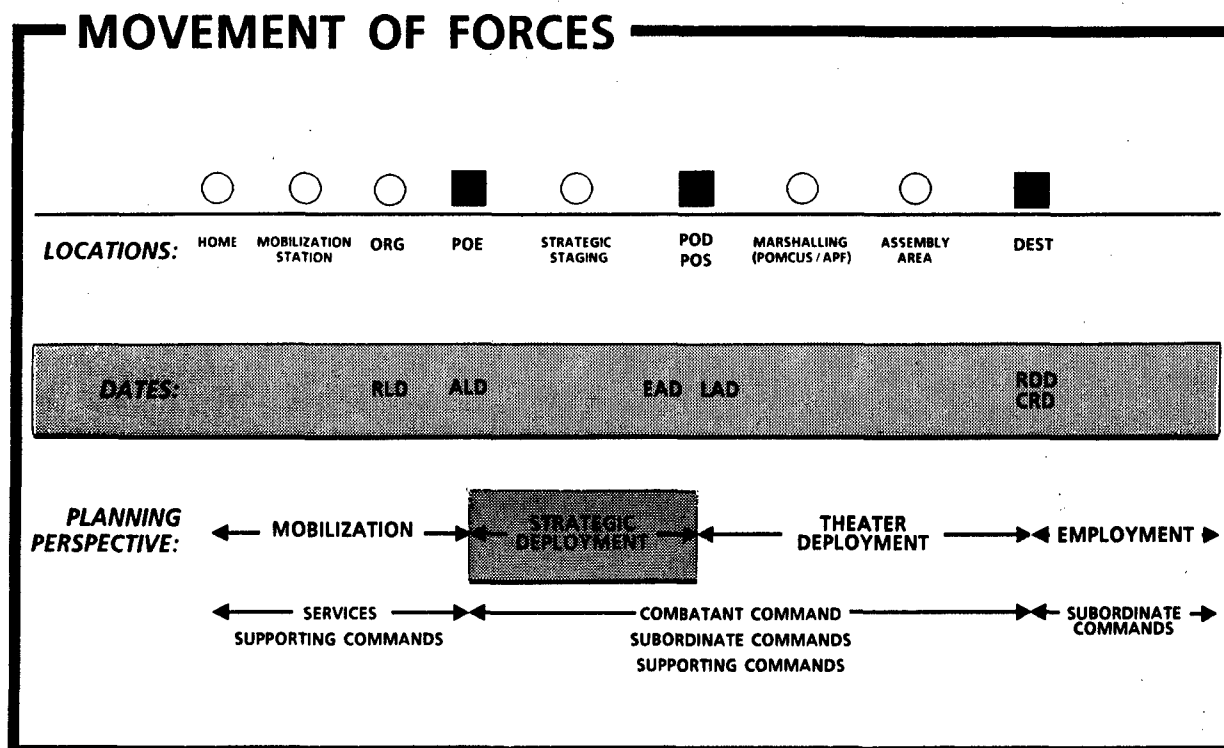 MOVEMENT OF FORCES
LOCATIONS:
HOME
MOBILIZATION
STATION
ORG
POE
STRATEGIC
STAGING
POD
POS
MARSHALLING
(POMCUS / APF)
ASSEMBLY
AREA
DEST
DATES:
RLD
ALD
EAD
LAD
RDD
CRD
PLANNING
PERSPECTIVE:
MOBILIZATION
STRATEGIC
DEPLOYMENT
THEATER
DEPLOYMENT
EMPLOYMENT
SERVICES
SUPPORTING COMMANDS
COMBATANT COMMAND
SUBORDINATE COMMANDS
SUPPORTING COMMANDS
SUBORDINATE
COMMANDS